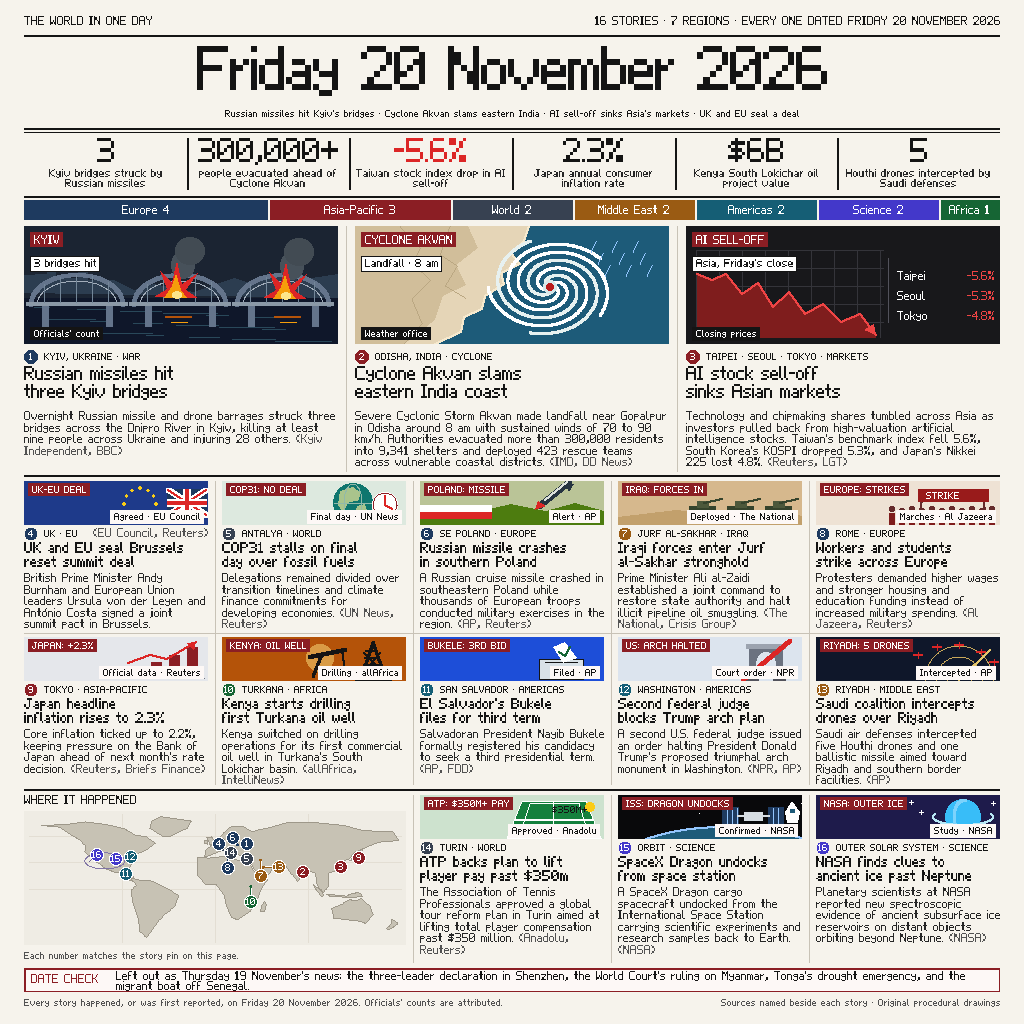 THE WORLD IN ONE DAY
16 STORIES · 7 REGIONS · EVERY ONE DATED FRIDAY 20 NOVEMBER 2026
Friday 20 November 2026
Russian missiles hit Kyiv's bridges · Cyclone Akvan slams eastern India · AI sell-off sinks Asia's markets · UK and EU seal a deal
3
Kyiv bridges struck by
Russian missiles
300,000+
people evacuated ahead of
Cyclone Akvan
-5.6%
Taiwan stock index drop in AI
sell-off
2.3%
Japan annual consumer
inflation rate
$6B
Kenya South Lokichar oil
project value
5
Houthi drones intercepted by
Saudi defenses
Europe 4
Asia-Pacific 3
World 2
Middle East 2
Americas 2
Science 2
Africa 1
KYIV
3 bridges hit
Officials' count
1 KYIV, UKRAINE · WAR
Russian missiles hit
three Kyiv bridges
Overnight Russian missile and drone barrages struck three
bridges across the Dnipro River in Kyiv, killing at least
nine people across Ukraine and injuring 28 others. (Kyiv
Independent, BBC)
CYCLONE AKVAN
Landfall · 8 am
Weather office
2 ODISHA, INDIA · CYCLONE
Cyclone Akvan slams
eastern India coast
Severe Cyclonic Storm Akvan made landfall near Gopalpur
in Odisha around 8 am with sustained winds of 70 to 90
km/h. Authorities evacuated more than 300,000 residents
into 9,341 shelters and deployed 423 rescue teams
across vulnerable coastal districts. (IMD, DD News)
AI SELL-OFF
Asia, Friday's close
Taipei -5.6%
Seoul -5.3%
Tokyo -4.8%
Closing prices
3 TAIPEI · SEOUL · TOKYO · MARKETS
AI stock sell-off
sinks Asian markets
Technology and chipmaking shares tumbled across Asia as
investors pulled back from high-valuation artificial
intelligence stocks. Taiwan's benchmark index fell 5.6%,
South Korea's KOSPI dropped 5.3%, and Japan's Nikkei
225 lost 4.8%. (Reuters, LGT)
UK-EU DEAL
Agreed · EU Council
4 UK · EU (EU Council, Reuters)
UK and EU seal Brussels
reset summit deal
British Prime Minister Andy
Burnham and European Union
leaders Ursula von der Leyen and
António Costa signed a joint
summit pact in Brussels.
COP31: NO DEAL
Final day · UN News
5 ANTALYA · WORLD
COP31 stalls on final
day over fossil fuels
Delegations remained divided over
transition timelines and climate
finance commitments for
developing economies. (UN News,
Reuters)
POLAND: MISSILE
Alert · AP
6 SE POLAND · EUROPE
Russian missile crashes
in southern Poland
A Russian cruise missile crashed in
southeastern Poland while
thousands of European troops
conducted military exercises in the
region. (AP, Reuters)
IRAQ: FORCES IN
Deployed · The National
7 JURF AL-SAKHAR · IRAQ
Iraqi forces enter Jurf
al-Sakhar stronghold
Prime Minister Ali al-Zaidi
established a joint command to
restore state authority and halt
illicit pipeline oil smuggling. (The
National, Crisis Group)
EUROPE: STRIKES
STRIKE
Marches · Al Jazeera
8 ROME · EUROPE
Workers and students
strike across Europe
Protesters demanded higher wages
and stronger housing and
education funding instead of
increased military spending. (Al
Jazeera, Reuters)
JAPAN: +2.3%
Official data · Reuters
9 TOKYO · ASIA-PACIFIC
Japan headline
inflation rises to 2.3%
Core inflation ticked up to 2.2%,
keeping pressure on the Bank of
Japan ahead of next month's rate
decision. (Reuters, Briefs Finance)
KENYA: OIL WELL
Drilling · allAfrica
10 TURKANA · AFRICA
Kenya starts drilling
first Turkana oil well
Kenya switched on drilling
operations for its first commercial
oil well in Turkana's South
Lokichar basin. (allAfrica,
IntelliNews)
BUKELE: 3RD BID
Filed · AP
11 SAN SALVADOR · AMERICAS
El Salvador's Bukele
files for third term
Salvadoran President Nayib Bukele
formally registered his candidacy
to seek a third presidential term.
(AP, FDD)
US: ARCH HALTED
Court order · NPR
12 WASHINGTON · AMERICAS
Second federal judge
blocks Trump arch plan
A second U.S. federal judge issued
an order halting President Donald
Trump's proposed triumphal arch
monument in Washington. (NPR, AP)
RIYADH: 5 DRONES
Intercepted · AP
13 RIYADH · MIDDLE EAST
Saudi coalition intercepts
drones over Riyadh
Saudi air defenses intercepted
five Houthi drones and one
ballistic missile aimed toward
Riyadh and southern border
facilities. (AP)
WHERE IT HAPPENED
16 15 12 11 4 6 1 14 5 8 7 13 10 2 3 9
Each number matches the story pin on this page.
ATP: $350M+ PAY
$350M+
Approved · Anadolu
14 TURIN · WORLD
ATP backs plan to lift
player pay past $350m
The Association of Tennis
Professionals approved a global
tour reform plan in Turin aimed at
lifting total player compensation
past $350 million. (Anadolu,
Reuters)
ISS: DRAGON UNDOCKS
Confirmed · NASA
15 ORBIT · SCIENCE
SpaceX Dragon undocks
from space station
A SpaceX Dragon cargo
spacecraft undocked from the
International Space Station
carrying scientific experiments and
research samples back to Earth.
(NASA)
NASA: OUTER ICE
Study · NASA
16 OUTER SOLAR SYSTEM · SCIENCE
NASA finds clues to
ancient ice past Neptune
Planetary scientists at NASA
reported new spectroscopic
evidence of ancient subsurface ice
reservoirs on distant objects
orbiting beyond Neptune. (NASA)
DATE CHECK
Left out as Thursday 19 November's news: the three-leader declaration in Shenzhen, the World Court's ruling on Myanmar, Tonga's drought emergency, and the
migrant boat off Senegal.
Every story happened, or was first reported, on Friday 20 November 2026. Officials' counts are attributed.
Sources named beside each story · Original procedural drawings